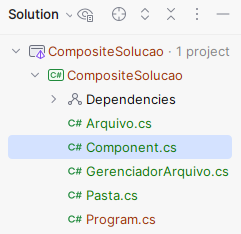 Solution
CompositeSolucao · 1 project
C# CompositeSolucao
Dependencies
C# Arquivo.cs
C# Component.cs
C# GerenciadorArquivo.cs
C# Pasta.cs
C# Program.cs